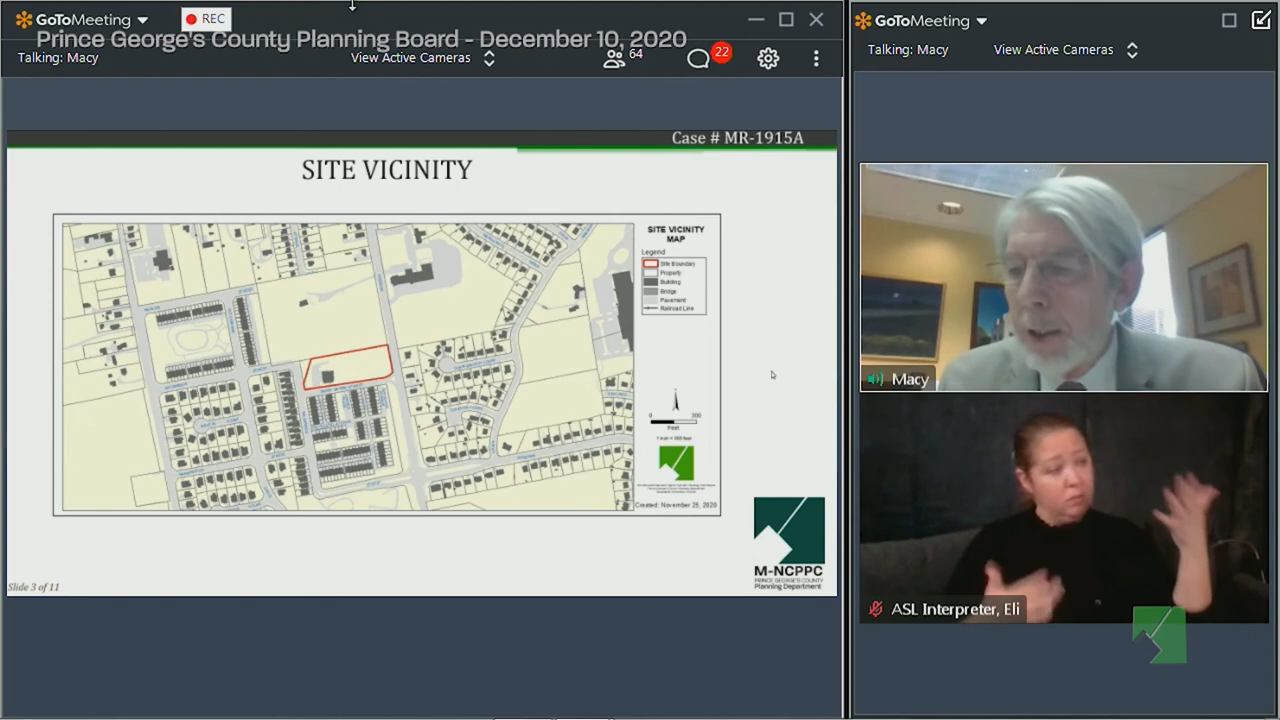 GoToMeeting
REC
Prince George's County Planning Board - December 10, 2020
Talking: Macy
View Active Cameras
64
22
Case # MR-1915A
SITE VICINITY
SITE VICINITY
MAP
Legend
Site Boundary
Property
Building
Bridge
Pavement
Railroad Line
0
Feet
Created: November 25, 2020
M-NCPPC
PRINCE GEORGE'S COUNTY
Planning Department
Slide 3 of 11
GoToMeeting
Talking: Macy
View Active Cameras
Macy
ASL Interpreter, Eli